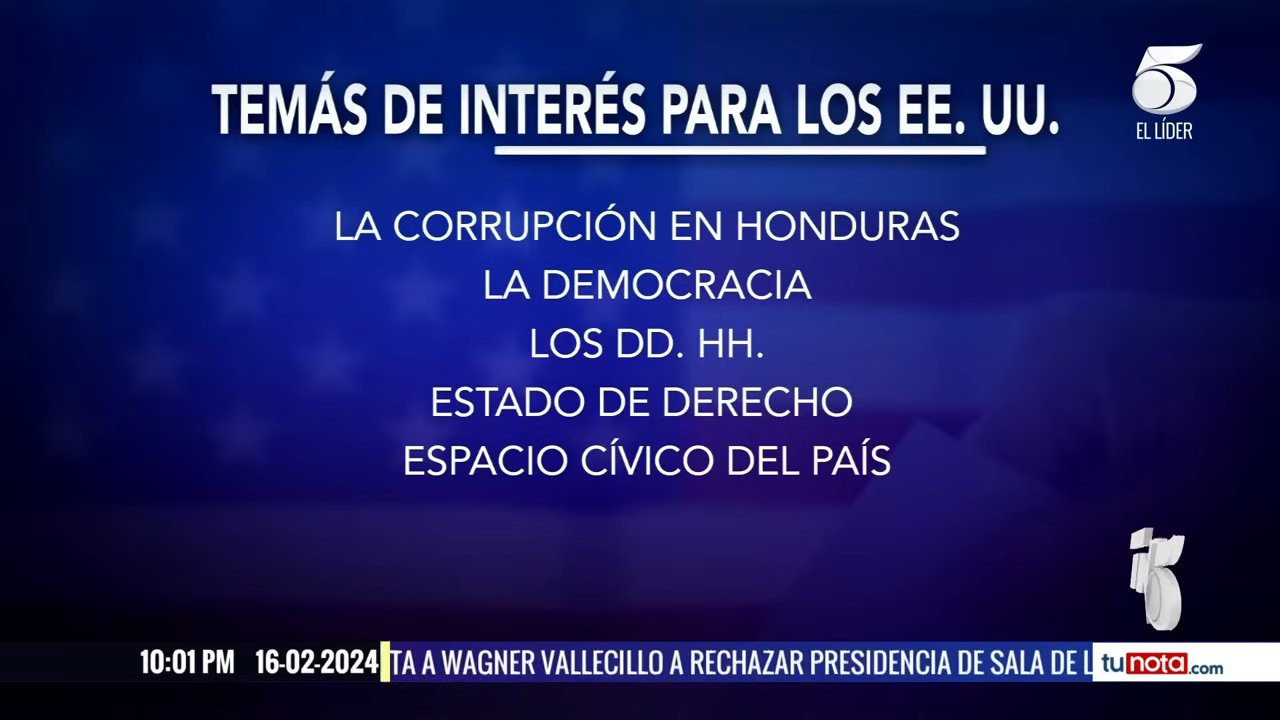 TEMÁS DE INTERÉS PARA LOS EE. UU.
5
EL LÍDER
LA CORRUPCIÓN EN HONDURAS
LA DEMOCRACIA
LOS DD. HH.
ESTADO DE DERECHO
ESPACIO CÍVICO DEL PAÍS
10:01 PM 16-02-2024 TA A WAGNER VALLECILLO A RECHAZAR PRESIDENCIA DE SALA DE L tunota.com